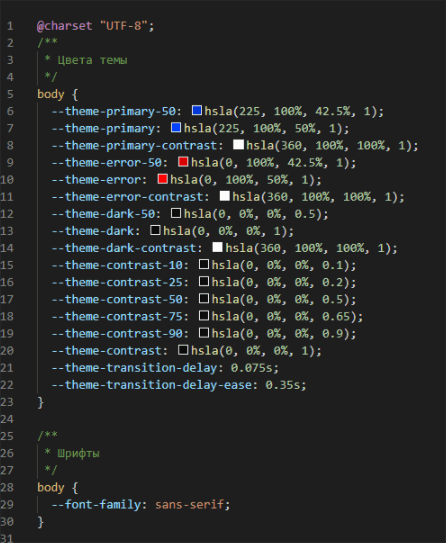 1 @charset "UTF-8";
2 /**
3  * Цвета темы
4  */
5 body {
6   --theme-primary-50: hsla(225, 100%, 42.5%, 1);
7   --theme-primary: hsla(225, 100%, 50%, 1);
8   --theme-primary-contrast: hsla(360, 100%, 100%, 1);
9   --theme-error-50: hsla(0, 100%, 42.5%, 1);
10   --theme-error: hsla(0, 100%, 50%, 1);
11   --theme-error-contrast: hsla(360, 100%, 100%, 1);
12   --theme-dark-50: hsla(0, 0%, 0%, 0.5);
13   --theme-dark: hsla(0, 0%, 0%, 1);
14   --theme-dark-contrast: hsla(360, 100%, 100%, 1);
15   --theme-contrast-10: hsla(0, 0%, 0%, 0.1);
16   --theme-contrast-25: hsla(0, 0%, 0%, 0.2);
17   --theme-contrast-50: hsla(0, 0%, 0%, 0.5);
18   --theme-contrast-75: hsla(0, 0%, 0%, 0.65);
19   --theme-contrast-90: hsla(0, 0%, 0%, 0.9);
20   --theme-contrast: hsla(0, 0%, 0%, 1);
21   --theme-transition-delay: 0.075s;
22   --theme-transition-delay-ease: 0.35s;
23 }
24
25 /**
26  * Шрифты
27  */
28 body {
29   --font-family: sans-serif;
30 }
31